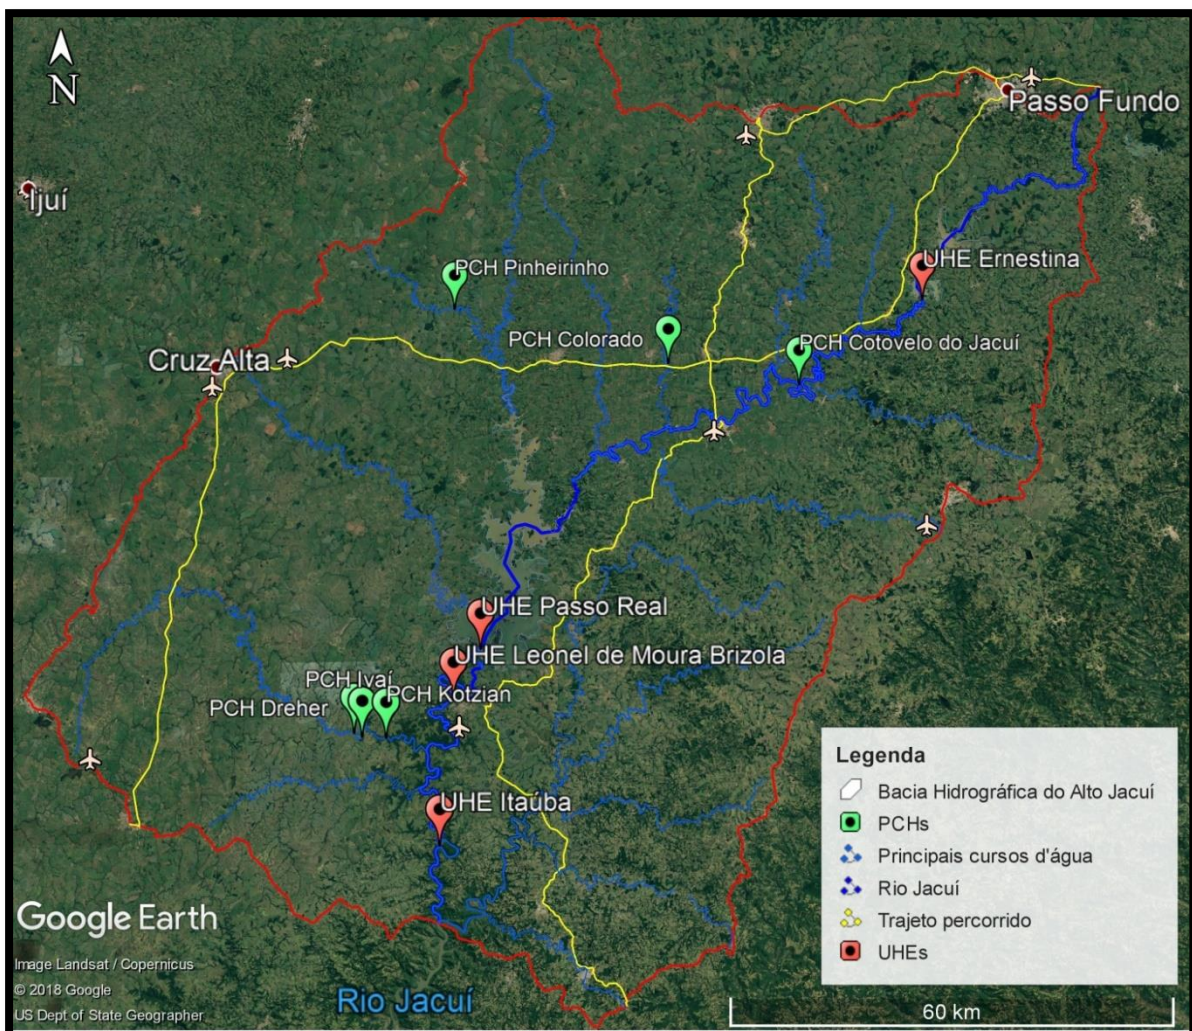 N
Passo Fundo
Ijuí
UHE Ernestina
PCH Pinheirinho
PCH Colorado
PCH Cotovelo do Jacuí
Cruz Alta
UHE Passo Real
UHE Leonel de Moura Brizola
PCH Ivaí
PCH Kotzian
PCH Dreher
UHE Itaúba
Legenda
Bacia Hidrográfica do Alto Jacuí
PCHs
Principais cursos d'água
Rio Jacuí
Trajeto percorrido
UHEs
Google Earth
Image Landsat / Copernicus
© 2018 Google
US Dept of State Geographer
Rio Jacuí
60 km